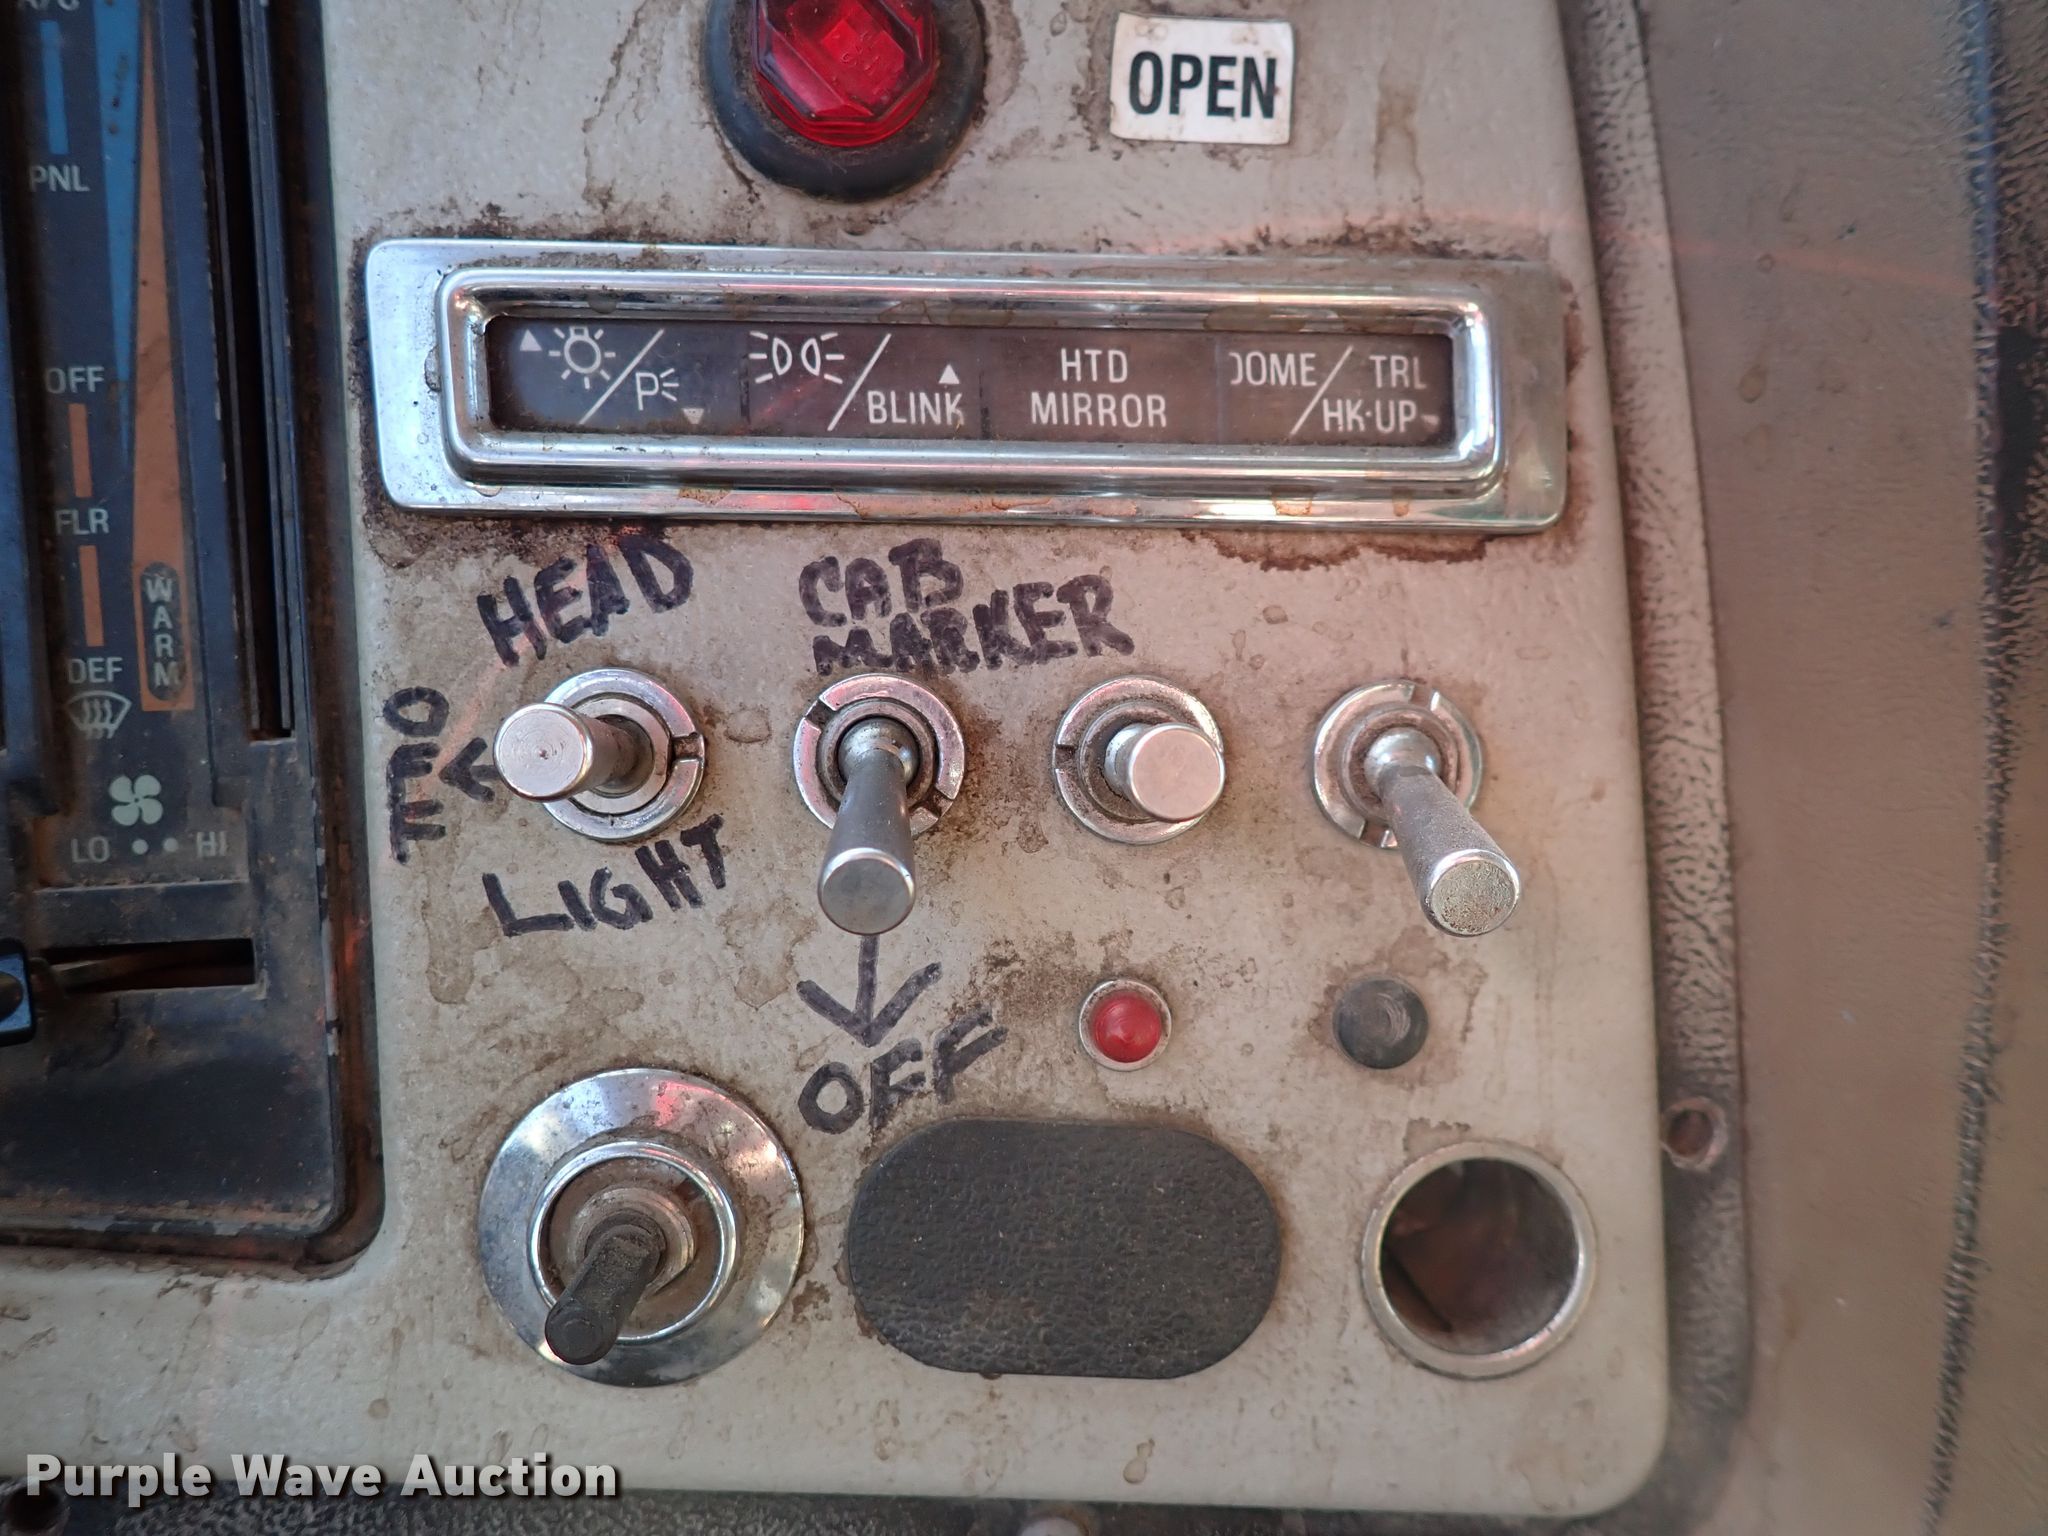 A/C
PNL
OFF
FLR
DEF
WARM
LO HI
OPEN
P
BLINK
HTD
MIRROR
DOME/ TRL
HK-UP
HEAD
LIGHT
OFF
CAB
MARKER
OFF
Purple Wave Auction